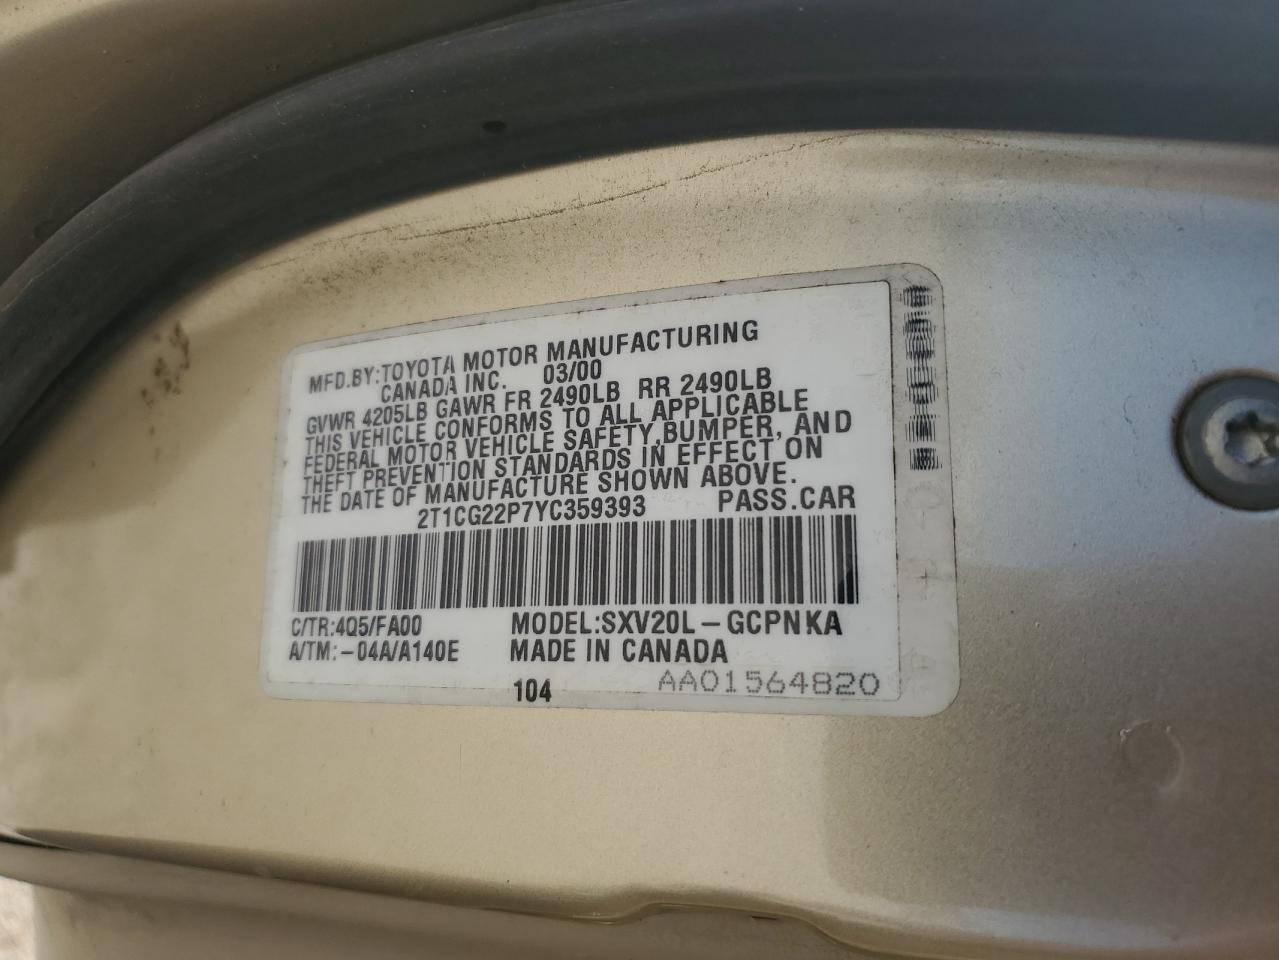 MFD.BY:TOYOTA MOTOR MANUFACTURING
CANADA INC. 03/00
GVWR 4205LB GAWR FR 2490LB RR 2490LB
THIS VEHICLE CONFORMS TO ALL APPLICABLE
FEDERAL MOTOR VEHICLE SAFETY,BUMPER, AND
THEFT PREVENTION STANDARDS IN EFFECT ON
THE DATE OF MANUFACTURE SHOWN ABOVE.
2T1CG22P7YC359393 PASS.CAR
C/TR:4Q5/FA00 MODEL:SXV20L-GCPNKA
A/TM:-04A/A140E MADE IN CANADA
104 AA01564820